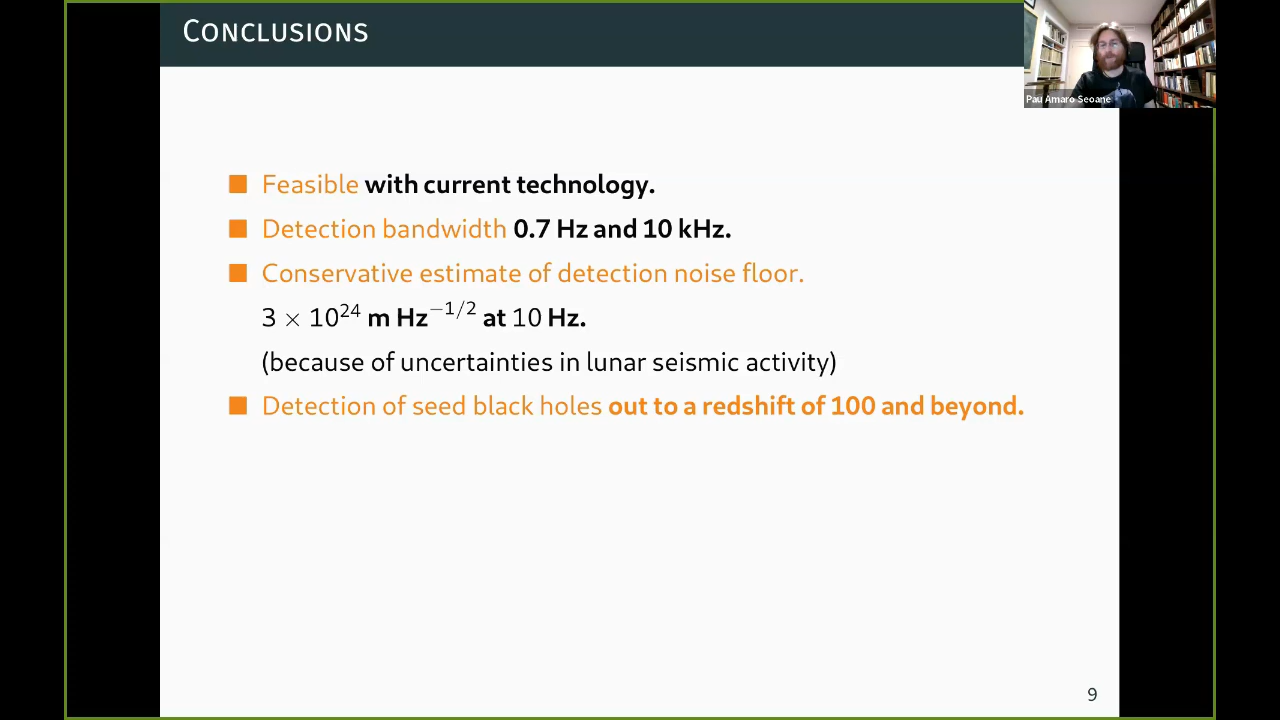 CONCLUSIONS
Pau Amaro Seoane
■ Feasible with current technology.
■ Detection bandwidth 0.7 Hz and 10 kHz.
■ Conservative estimate of detection noise floor.
3 × 10²⁴ m Hz⁻¹/² at 10 Hz.
(because of uncertainties in lunar seismic activity)
■ Detection of seed black holes out to a redshift of 100 and beyond.
9